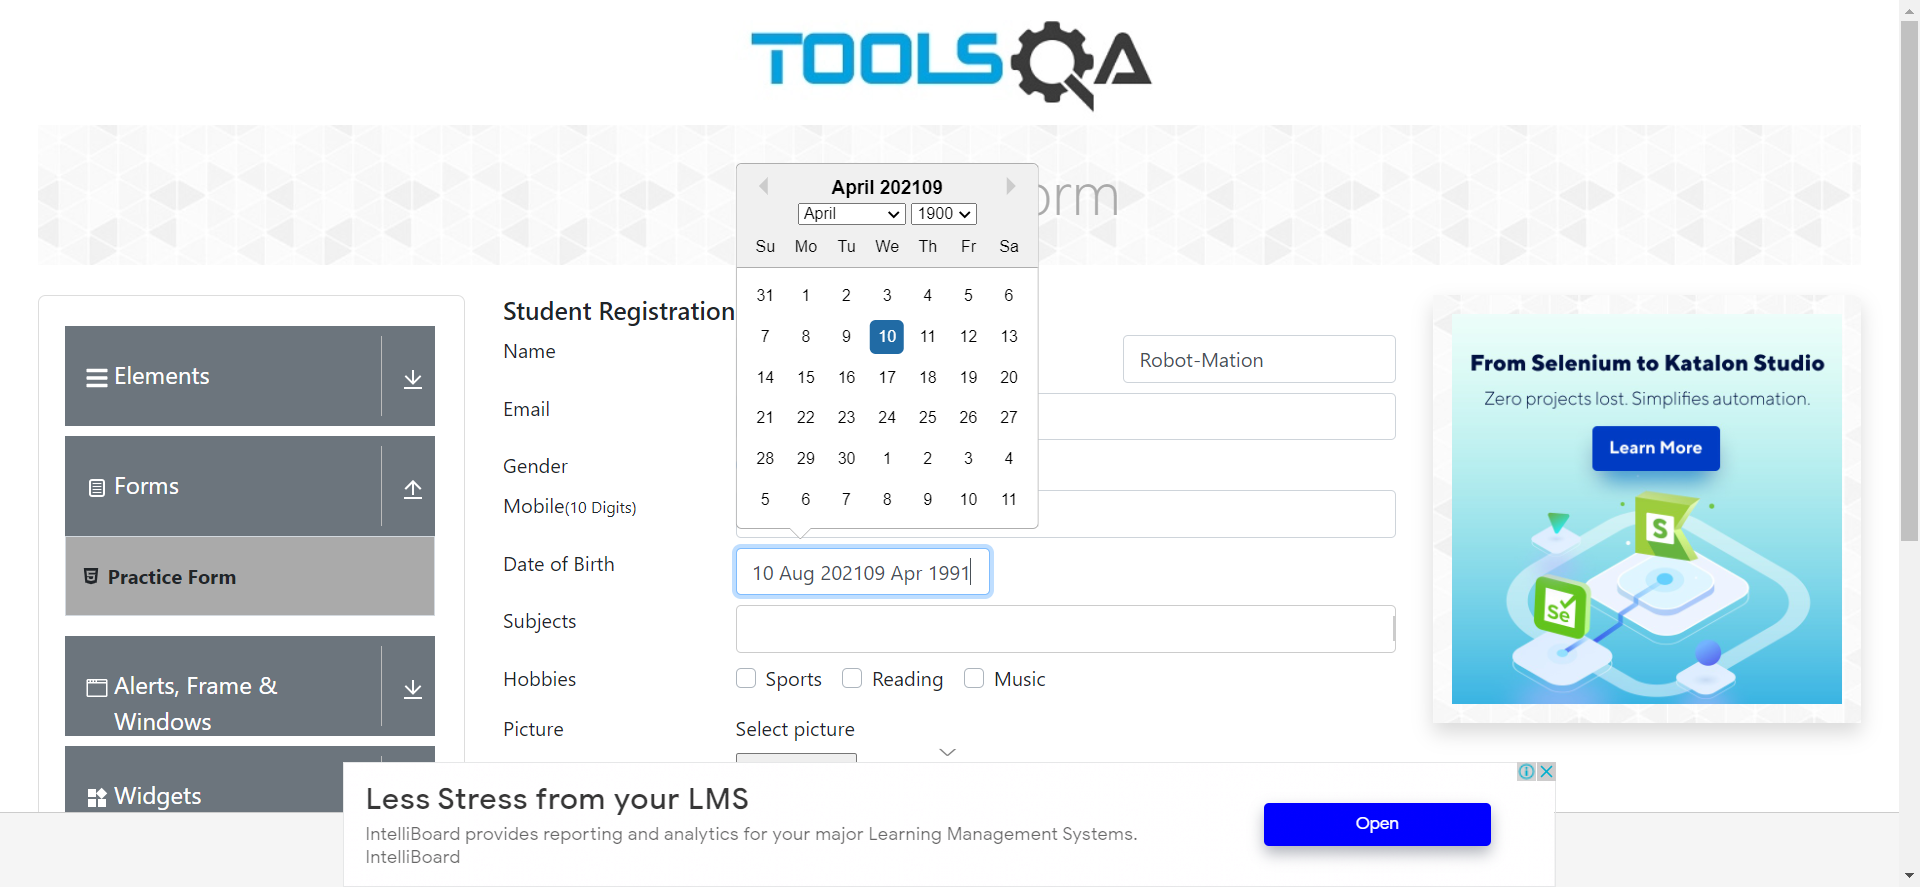 TOOLSQA
orm
April 202109
April 1900
Su Mo Tu We Th Fr Sa
31 1 2 3 4 5 6
7 8 9 10 11 12 13
14 15 16 17 18 19 20
21 22 23 24 25 26 27
28 29 30 1 2 3 4
5 6 7 8 9 10 11
Elements
Forms
Practice Form
Alerts, Frame &
Windows
Widgets
Student Registration
Name
Robot-Mation
Email
Gender
Mobile(10 Digits)
Date of Birth
10 Aug 202109 Apr 1991
Subjects
Hobbies
Sports Reading Music
Picture
Select picture
From Selenium to Katalon Studio
Zero projects lost. Simplifies automation.
Learn More
S
Se
Less Stress from your LMS
IntelliBoard provides reporting and analytics for your major Learning Management Systems.
IntelliBoard
Open